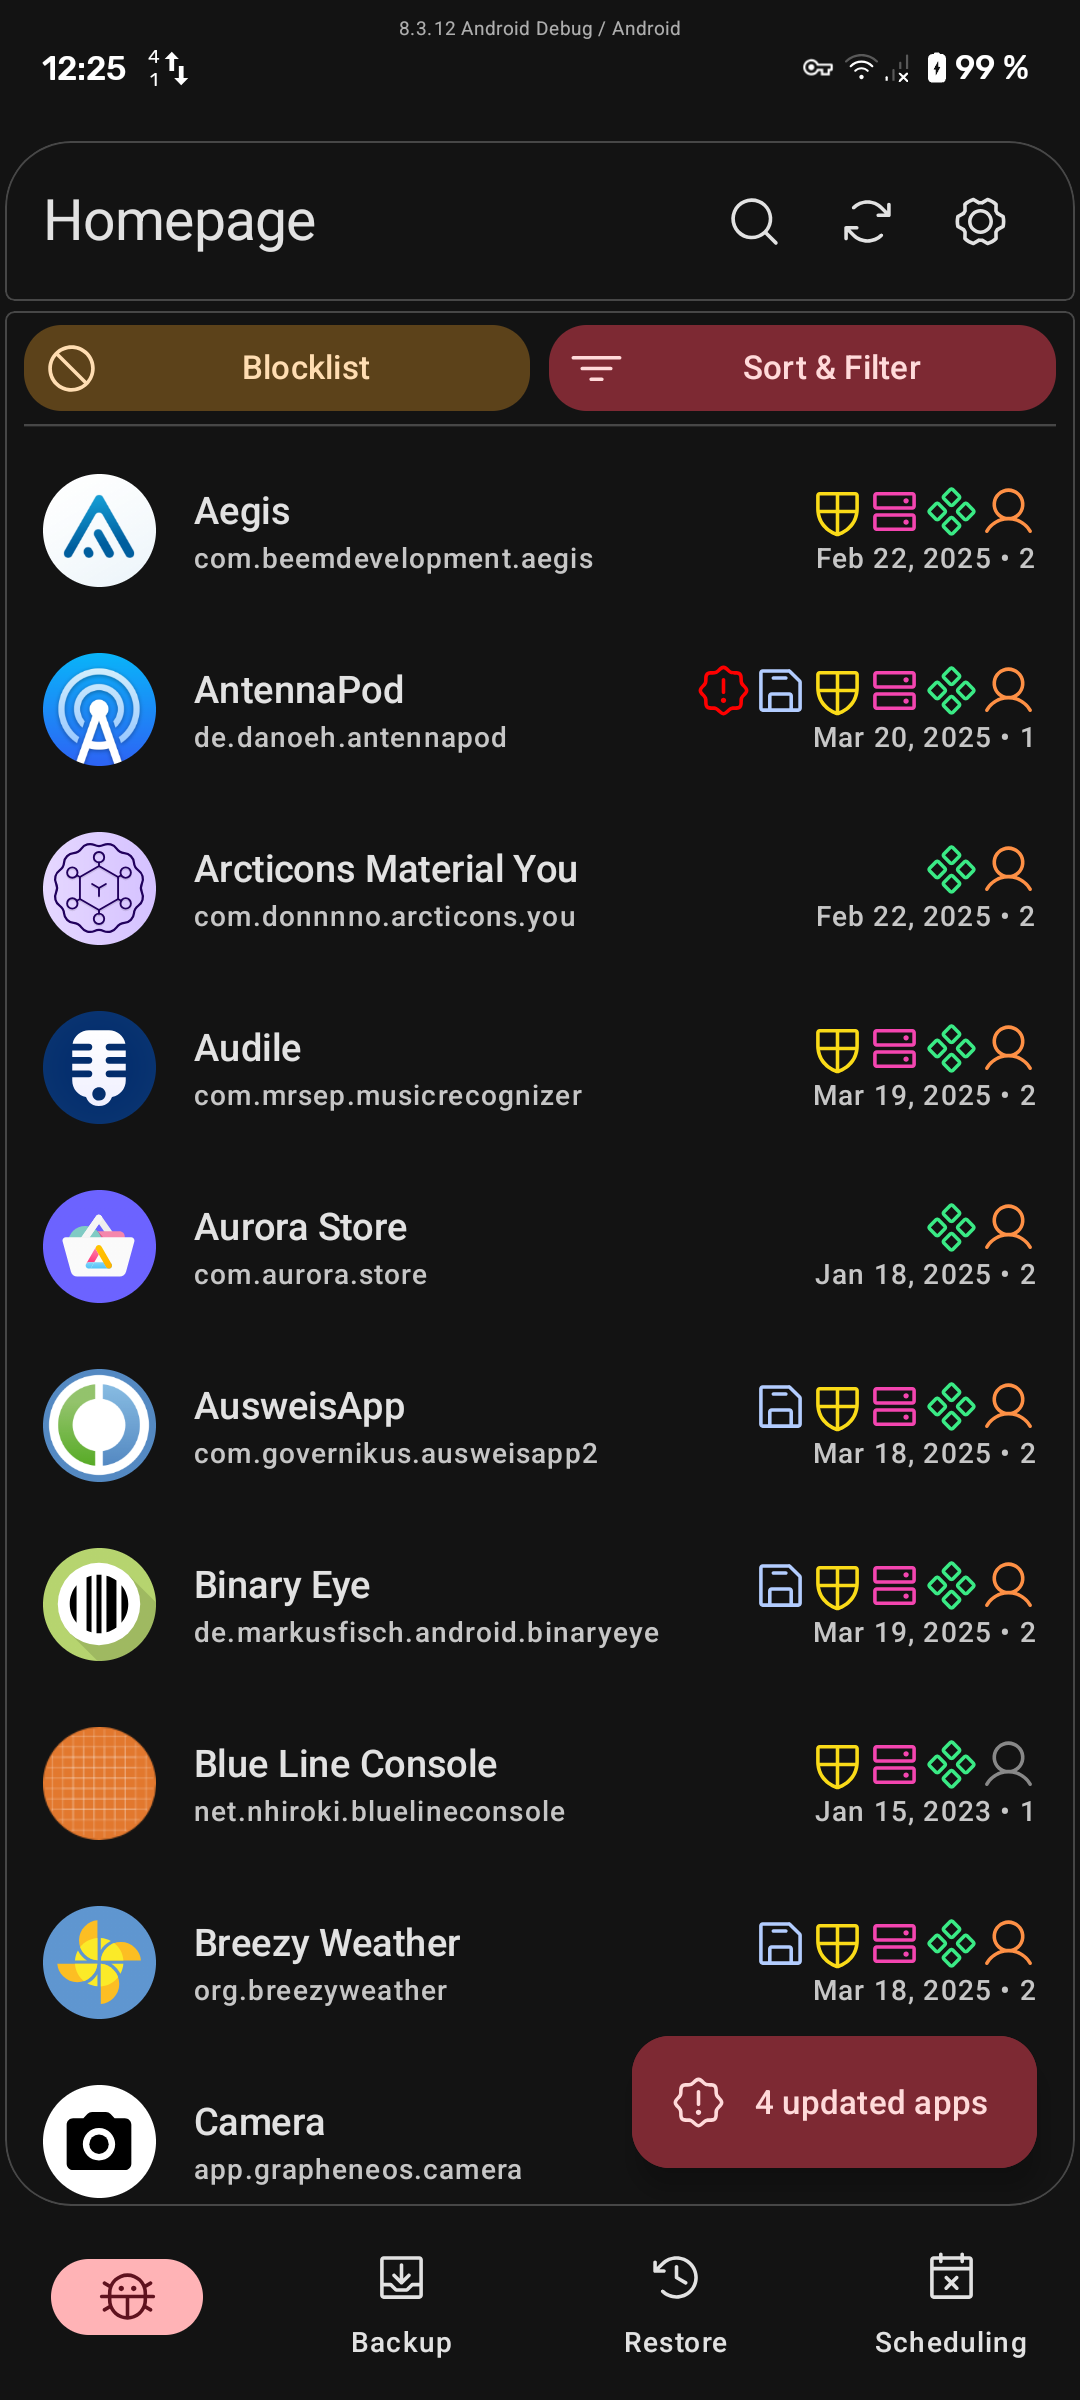 8.3.12 Android Debug / Android
12:25
4
1
99 %
Homepage
Blocklist
Sort & Filter
Aegis
com.beemdevelopment.aegis
Feb 22, 2025 • 2
AntennaPod
de.danoeh.antennapod
Mar 20, 2025 • 1
Arcticons Material You
com.donnnno.arcticons.you
Feb 22, 2025 • 2
Audile
com.mrsep.musicrecognizer
Mar 19, 2025 • 2
Aurora Store
com.aurora.store
Jan 18, 2025 • 2
AusweisApp
com.governikus.ausweisapp2
Mar 18, 2025 • 2
Binary Eye
de.markusfisch.android.binaryeye
Mar 19, 2025 • 2
Blue Line Console
net.nhiroki.bluelineconsole
Jan 15, 2023 • 1
Breezy Weather
org.breezyweather
Mar 18, 2025 • 2
Camera
app.grapheneos.camera
4 updated apps
Backup
Restore
Scheduling